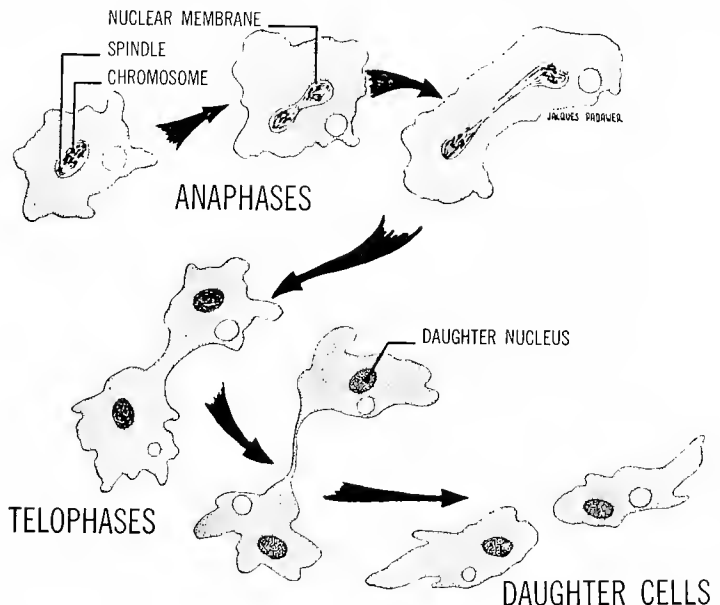 NUCLEAR MEMBRANE
SPINDLE
CHROMOSOME
JACQUES PADAWER
ANAPHASES
DAUGHTER NUCLEUS
TELOPHASES
DAUGHTER CELLS